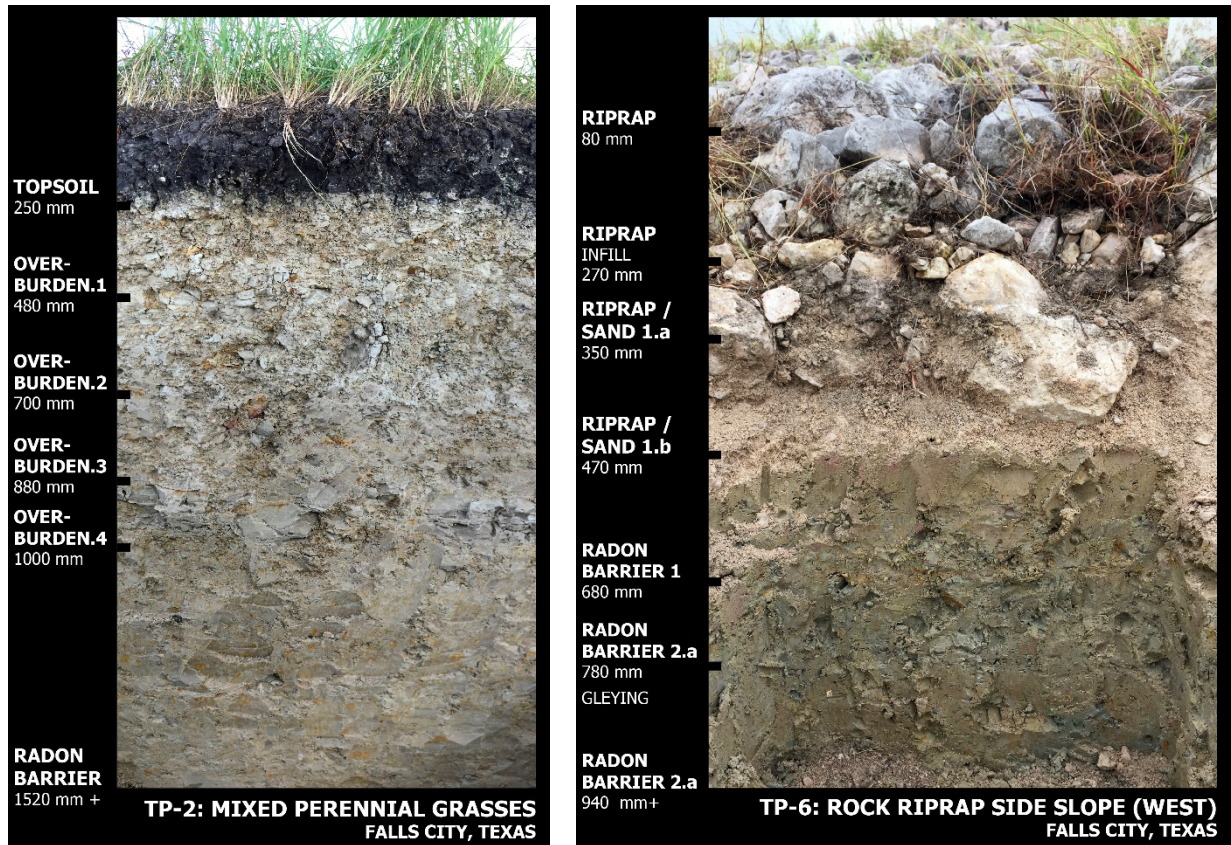 TOPSOIL
250 mm
OVER-
BURDEN.1
480 mm
OVER-
BURDEN.2
700 mm
OVER-
BURDEN.3
880 mm
OVER-
BURDEN.4
1000 mm
RADON
BARRIER
1520 mm +
TP-2: MIXED PERENNIAL GRASSES
FALLS CITY, TEXAS
RIPRAP
80 mm
RIPRAP
INFILL
270 mm
RIPRAP /
SAND 1.a
350 mm
RIPRAP /
SAND 1.b
470 mm
RADON
BARRIER 1
680 mm
RADON
BARRIER 2.a
780 mm
GLEYING
RADON
BARRIER 2.a
940 mm+
TP-6: ROCK RIPRAP SIDE SLOPE (WEST)
FALLS CITY, TEXAS